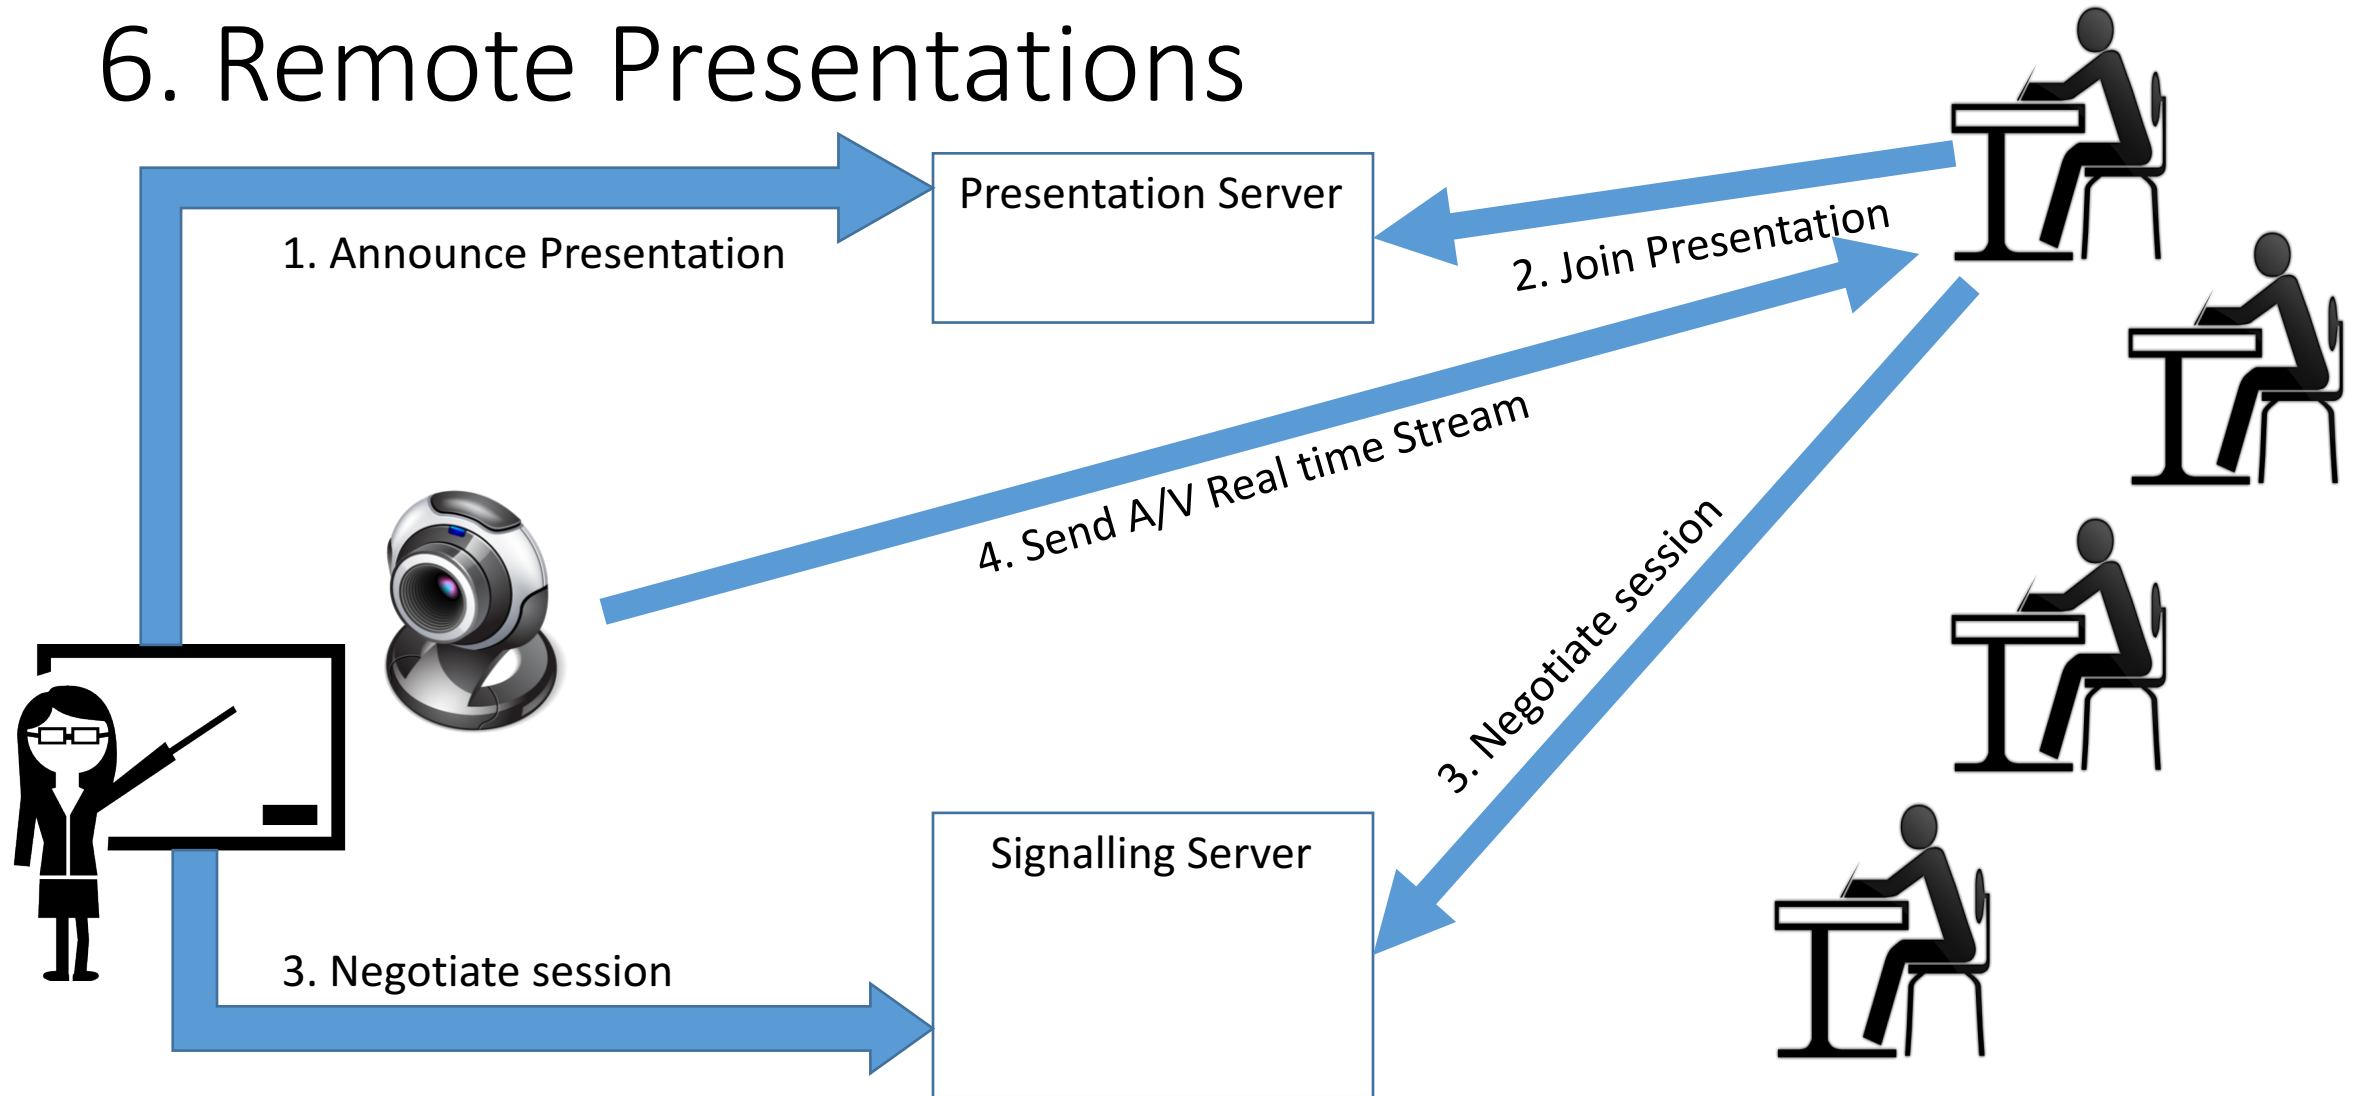 6. Remote Presentations
Presentation Server
1. Announce Presentation
2. Join Presentation
4. Send A/V Real time Stream
3. Negotiate session
Signalling Server
3. Negotiate session